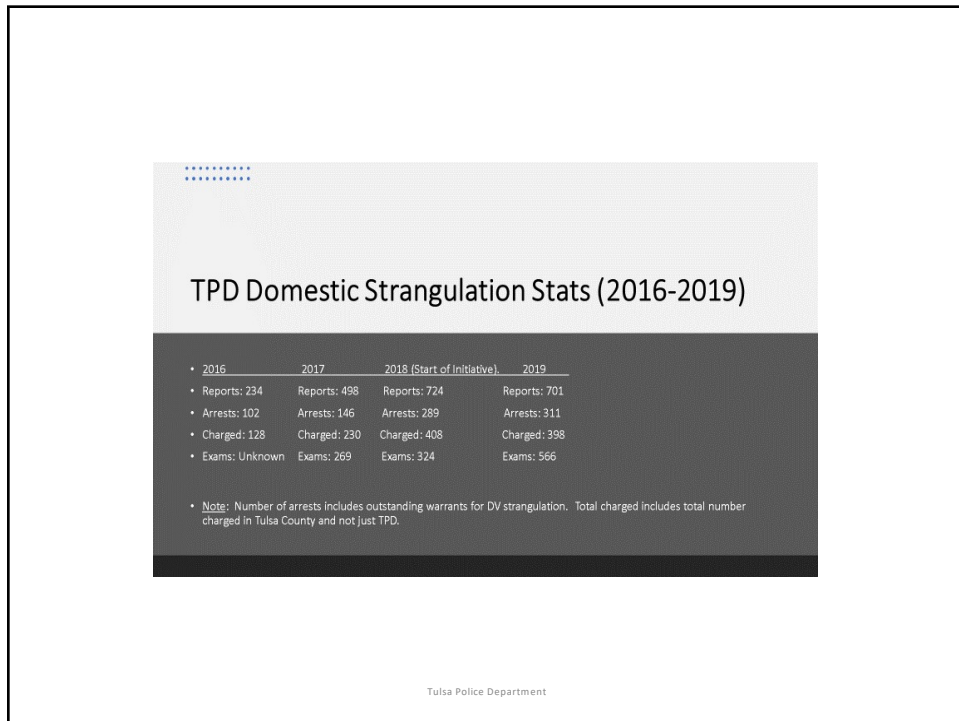 TPD Domestic Strangulation Stats (2016-2019)
• 2016 2017 2018 (Start of Initiative). 2019
• Reports: 234 Reports: 498 Reports: 724 Reports: 701
• Arrests: 102 Arrests: 146 Arrests: 289 Arrests: 311
• Charged: 128 Charged: 230 Charged: 408 Charged: 398
• Exams: Unknown Exams: 269 Exams: 324 Exams: 566
• Note: Number of arrests includes outstanding warrants for DV strangulation. Total charged includes total number
charged in Tulsa County and not just TPD.
Tulsa Police Department